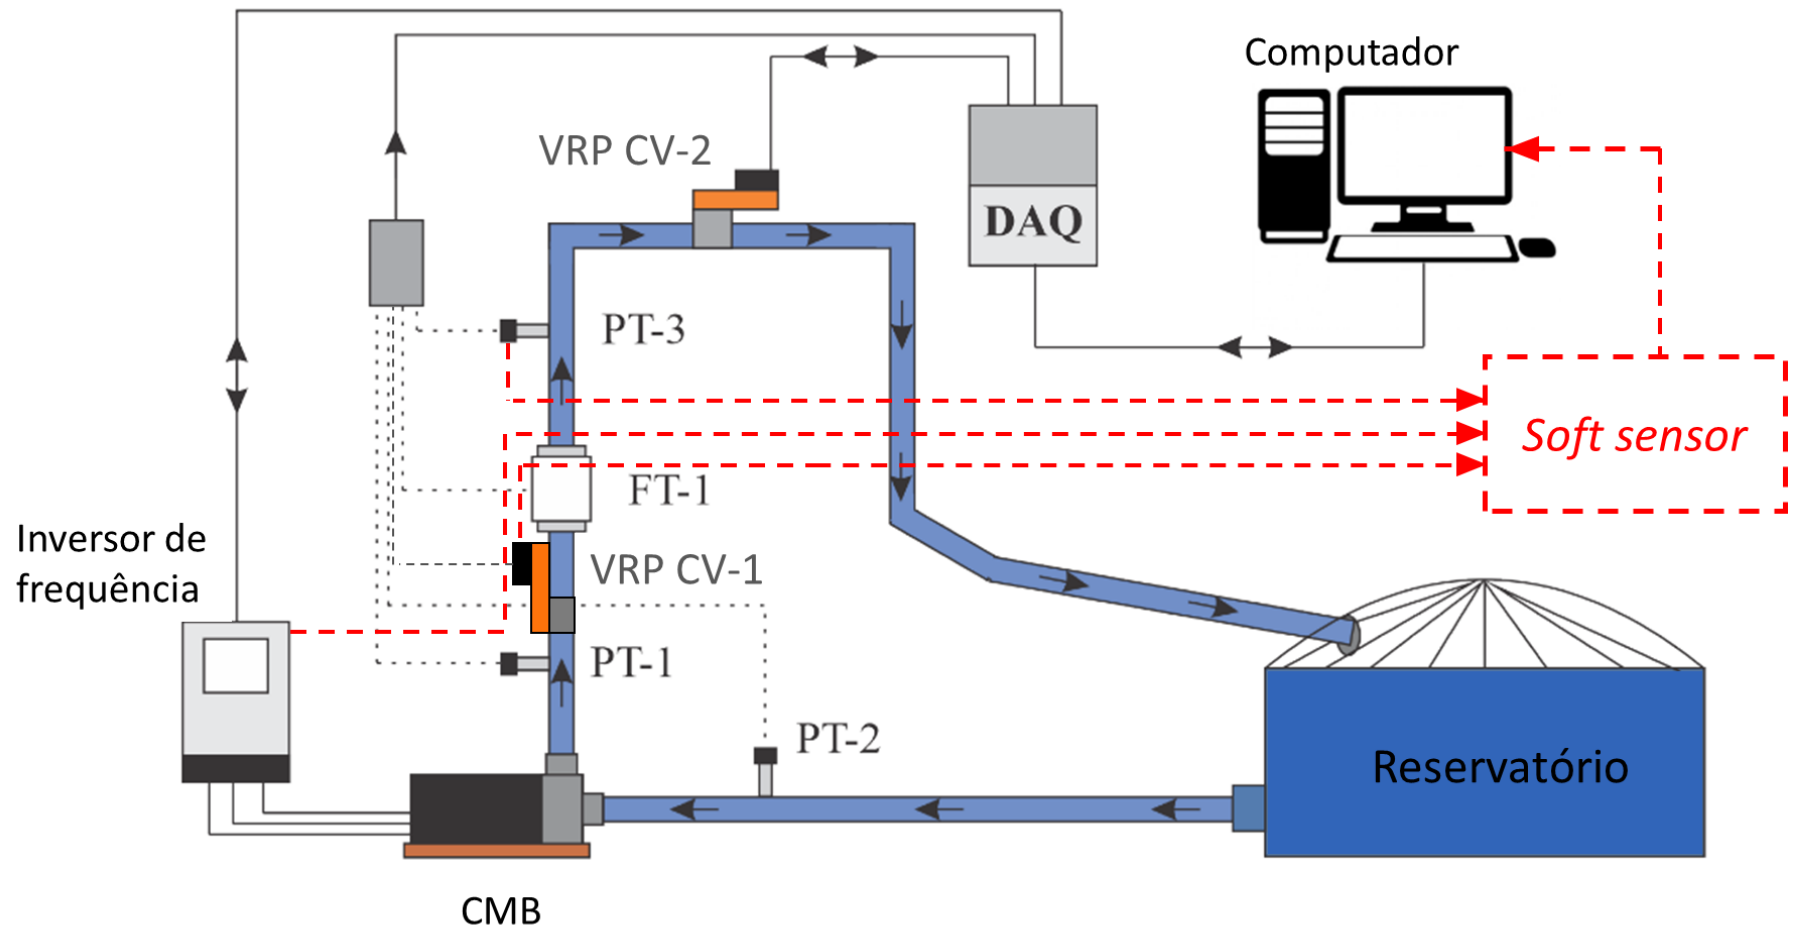 Computador
VRP CV-2
DAQ
PT-3
Soft sensor
FT-1
Inversor de
frequência
VRP CV-1
PT-1
PT-2
Reservatório
CMB